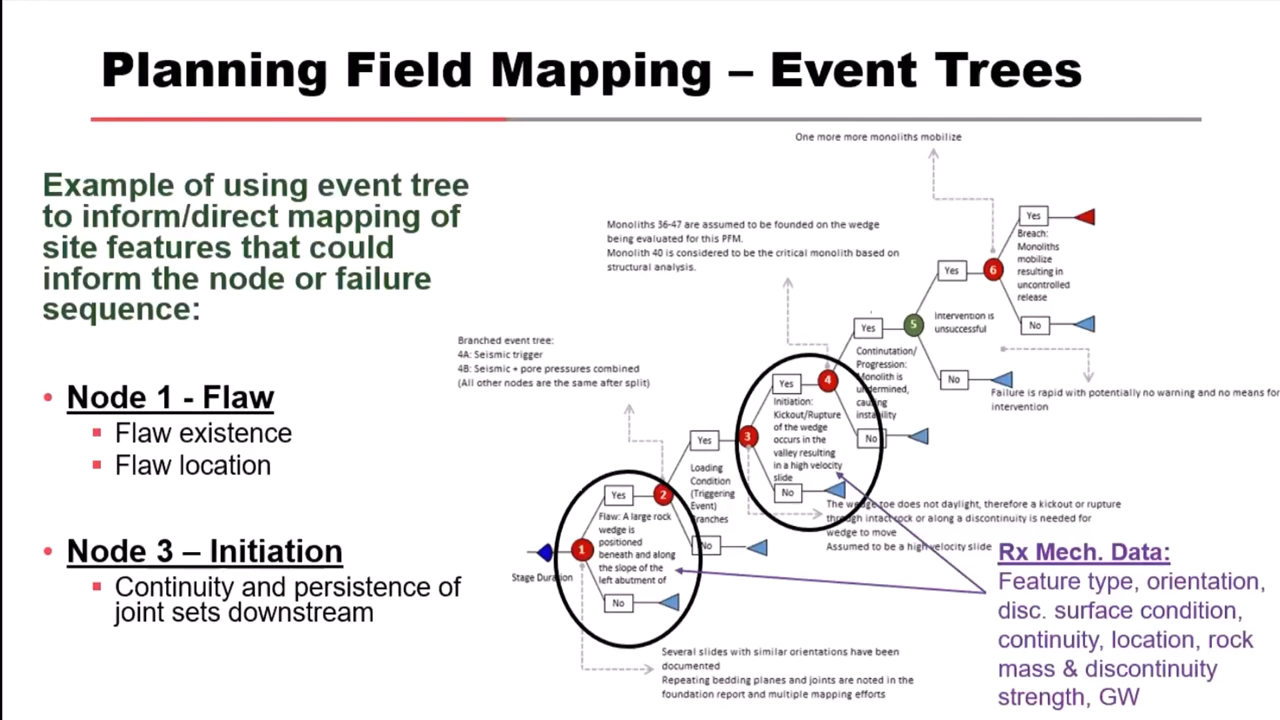 Planning Field Mapping – Event Trees
Example of using event tree
to inform/direct mapping of
site features that could
inform the node or failure
sequence:
• Node 1 - Flaw
Flaw existence
Flaw location
• Node 3 – Initiation
Continuity and persistence of
joint sets downstream
One more more monoliths mobilize
Monoliths 36-47 are assumed to be founded on the wedge
being evaluated for this PFM.
Monolith 40 is considered to be the critical monolith based on
structural analysis.
Branched event tree:
4A: Seismic trigger
4B: Seismic + pore pressures combined
(All other nodes are the same after split)
Yes
Breach:
Monoliths
mobilize
resulting in
uncontrolled
release
6
Yes
No
Intervention is
unsuccessful
5
Yes
No
Failure is rapid with potentially no warning and no means for
intervention
Continutation/
Progression:
Monolith is
undermined,
causing
instability
4
Yes
No
Initiation:
Kickout/Rupture
of the wedge
occurs in the
valley resulting
in a high velocity
slide
3
Yes
No
The wedge toe does not daylight, therefore a kickout or rupture
through intact rock or along a discontinuity is needed for
wedge to move
Assumed to be a high velocity slide
Loading
Condition
(Triggering
Event)
Branches
2
Yes
No
Flaw: A large rock
wedge is
positioned
beneath and along
the slope of the
left abutment of
1
No
Stage Duration
Several slides with similar orientations have been
documented
Repeating bedding planes and joints are noted in the
foundation report and multiple mapping efforts
Rx Mech. Data:
Feature type, orientation,
disc. surface condition,
continuity, location, rock
mass & discontinuity
strength, GW